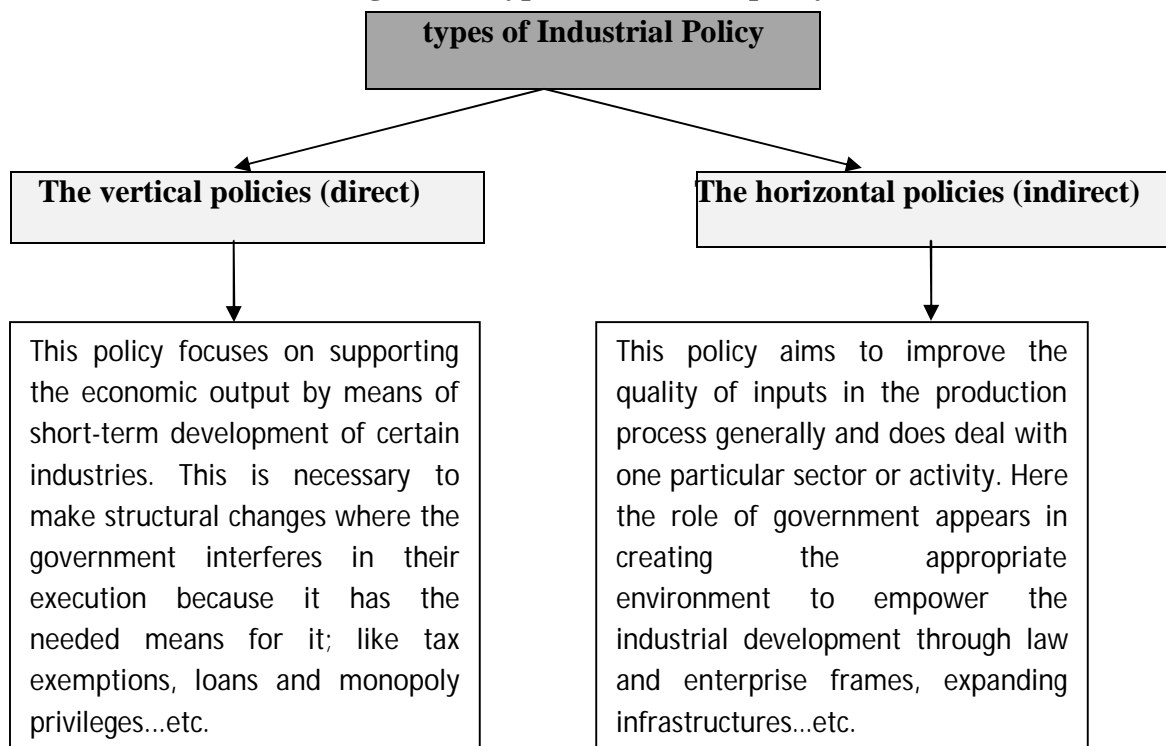 types of Industrial Policy
The vertical policies (direct)
The horizontal policies (indirect)
This policy focuses on supporting
the economic output by means of
short-term development of certain
industries. This is necessary to
make structural changes where the
government interferes in their
execution because it has the
needed means for it; like tax
exemptions, loans and monopoly
privileges...etc.
This policy aims to improve the
quality of inputs in the production
process generally and does deal with
one particular sector or activity. Here
the role of government appears in
creating the appropriate
environment to empower the
industrial development through law
and enterprise frames, expanding
infrastructures...etc.